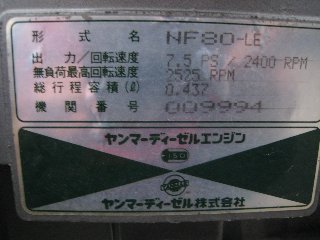 形式名 NF80-LE
出力/回転速度 7.5 PS / 2400 RPM
無負荷最高回転速度 2525 RPM
総行程容積(ℓ) 0.437
機関番号 009994
ヤンマーディーゼルエンジン
ヤンマーディーゼル株式会社